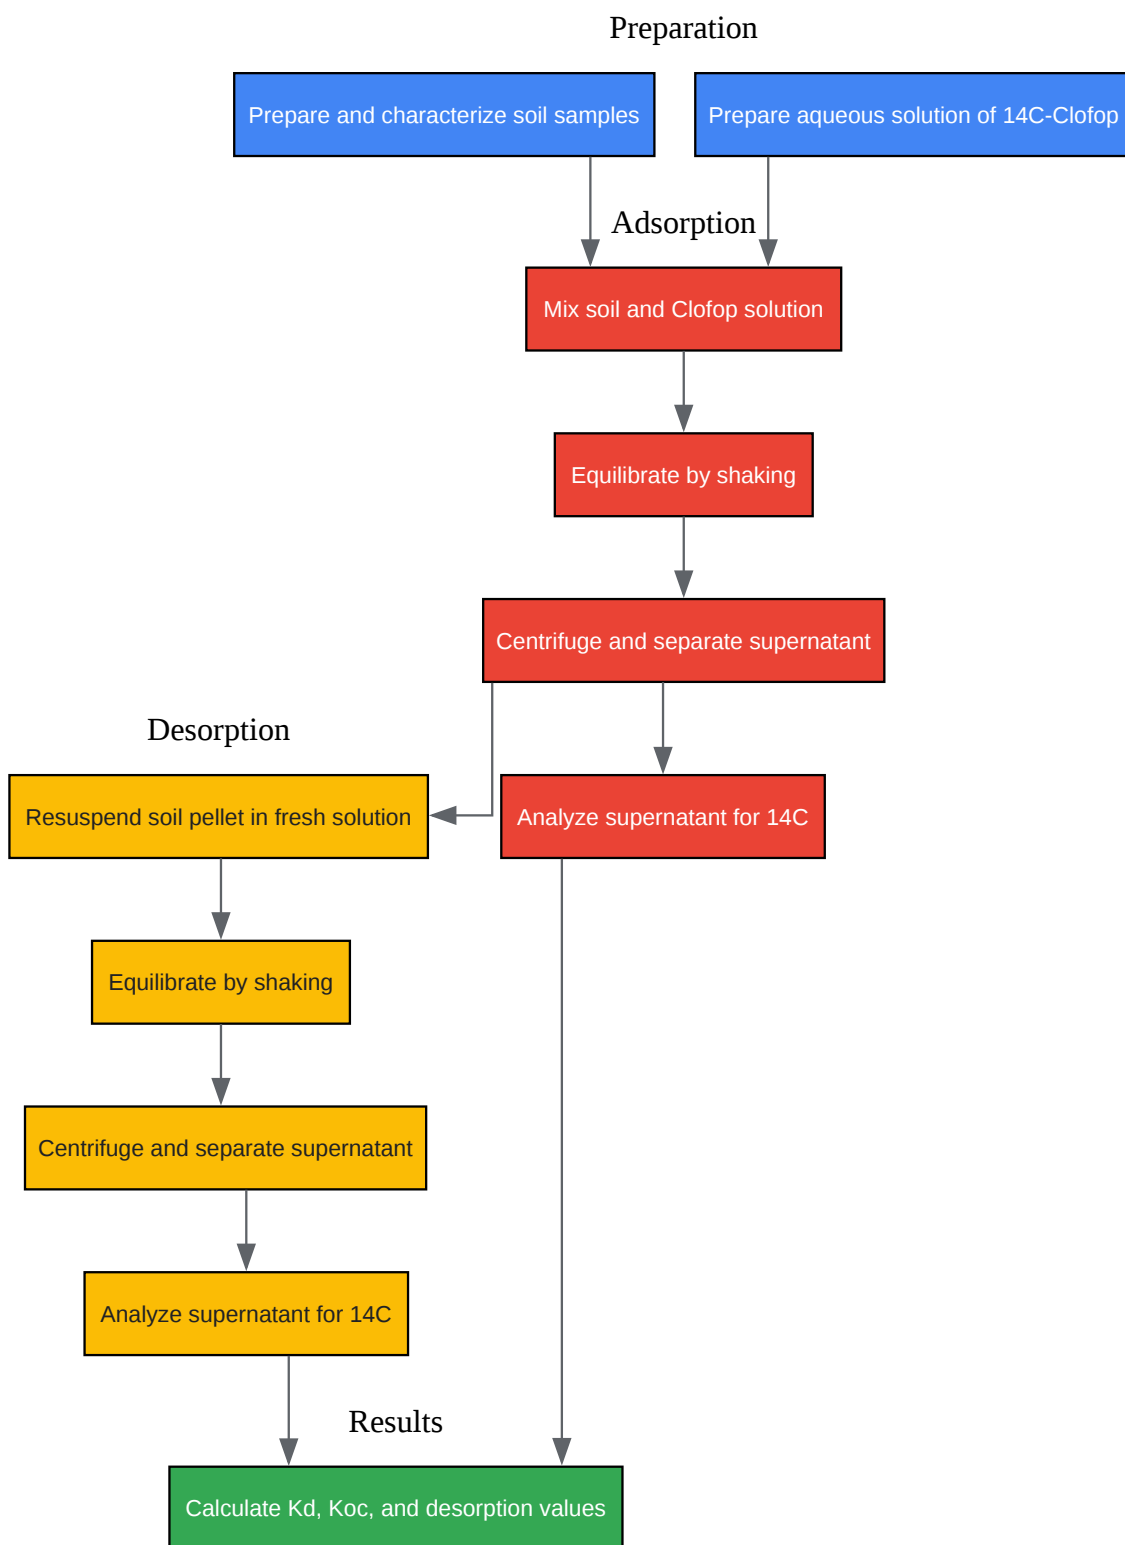 Preparation
Prepare and characterize soil samples
Prepare aqueous solution of 14C-Clofop
Adsorption
Mix soil and Clofop solution
Equilibrate by shaking
Centrifuge and separate supernatant
Analyze supernatant for 14C
Desorption
Resuspend soil pellet in fresh solution
Equilibrate by shaking
Centrifuge and separate supernatant
Analyze supernatant for 14C
Results
Calculate Kd, Koc, and desorption values